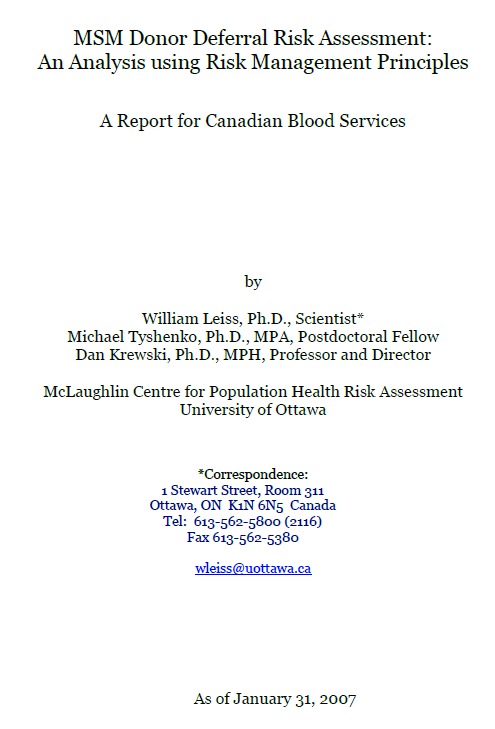 MSM Donor Deferral Risk Assessment:
An Analysis using Risk Management Principles
A Report for Canadian Blood Services
by
William Leiss, Ph.D., Scientist*
Michael Tyshenko, Ph.D., MPA, Postdoctoral Fellow
Dan Krewski, Ph.D., MPH, Professor and Director
McLaughlin Centre for Population Health Risk Assessment
University of Ottawa
*Correspondence:
1 Stewart Street, Room 311
Ottawa, ON  K1N 6N5  Canada
Tel:  613-562-5800 (2116)
Fax 613-562-5380
wleiss@uottawa.ca
As of January 31, 2007